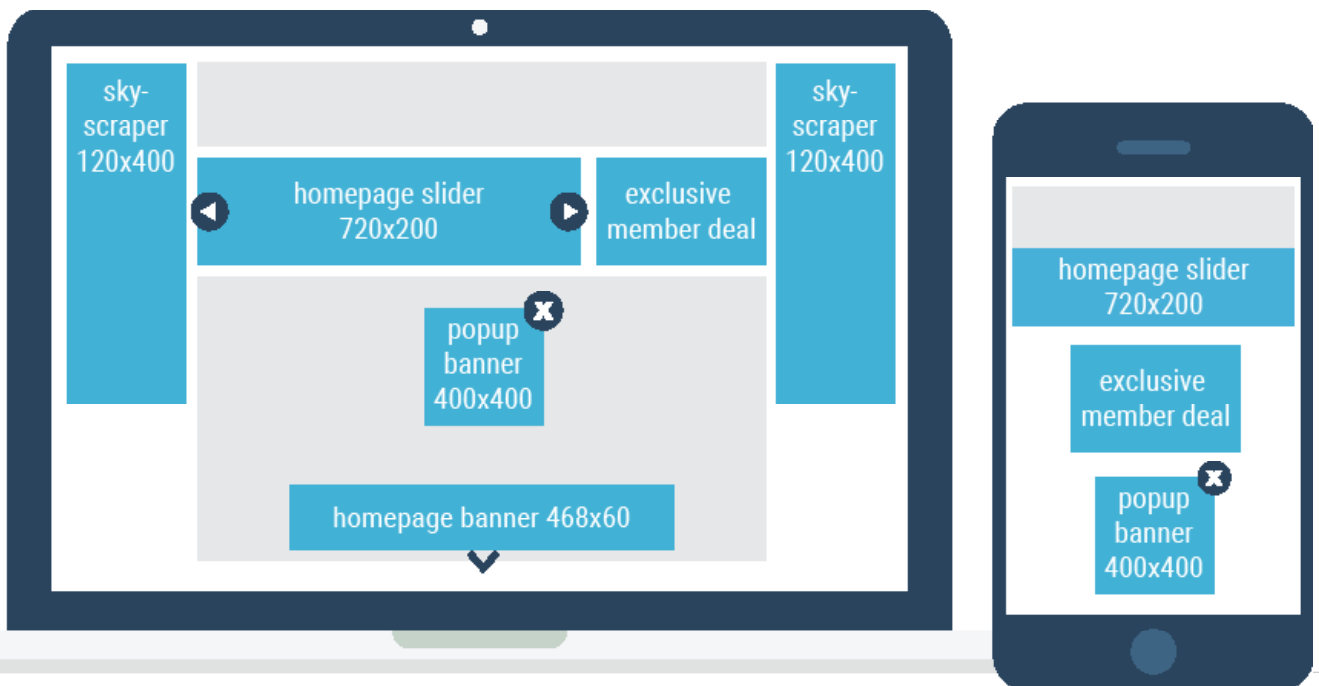 sky-
scraper
120x400
homepage slider
720x200
exclusive
member deal
sky-
scraper
120x400
popup
banner
400x400
X
homepage banner 468x60
homepage slider
720x200
exclusive
member deal
popup
banner
400x400
X